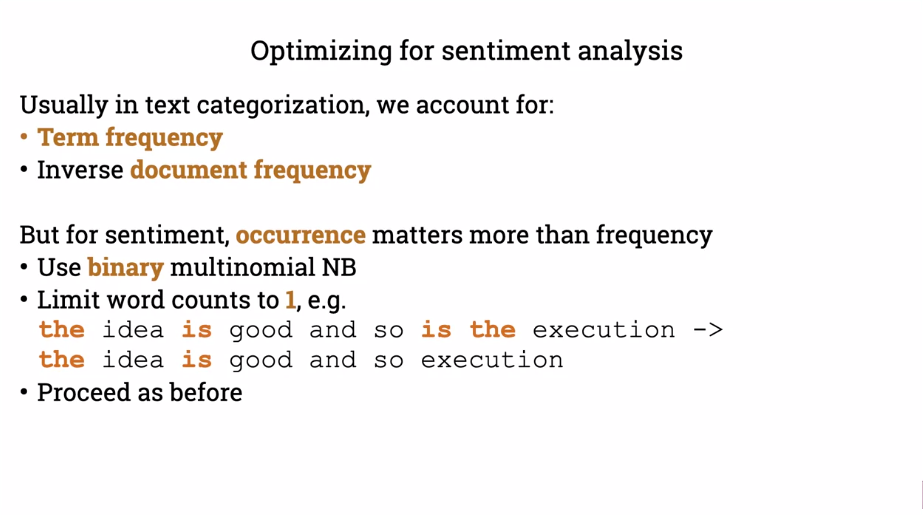 Optimizing for sentiment analysis
Usually in text categorization, we account for:
• Term frequency
• Inverse document frequency
But for sentiment, occurrence matters more than frequency
• Use binary multinomial NB
• Limit word counts to 1, e.g.
the idea is good and so is the execution ->
the idea is good and so execution
• Proceed as before